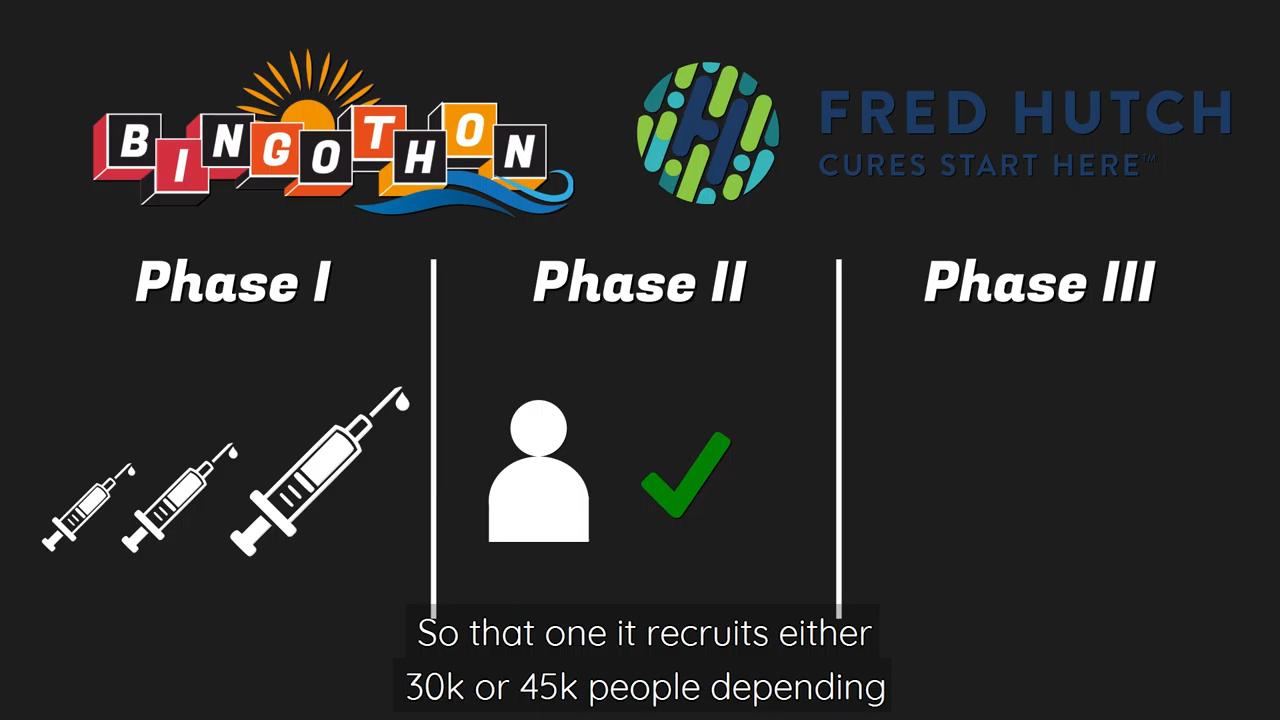 BINGOTHON
FRED HUTCH
CURES START HERE™
Phase I
Phase II
Phase III
So that one it recruits either
30k or 45k people depending